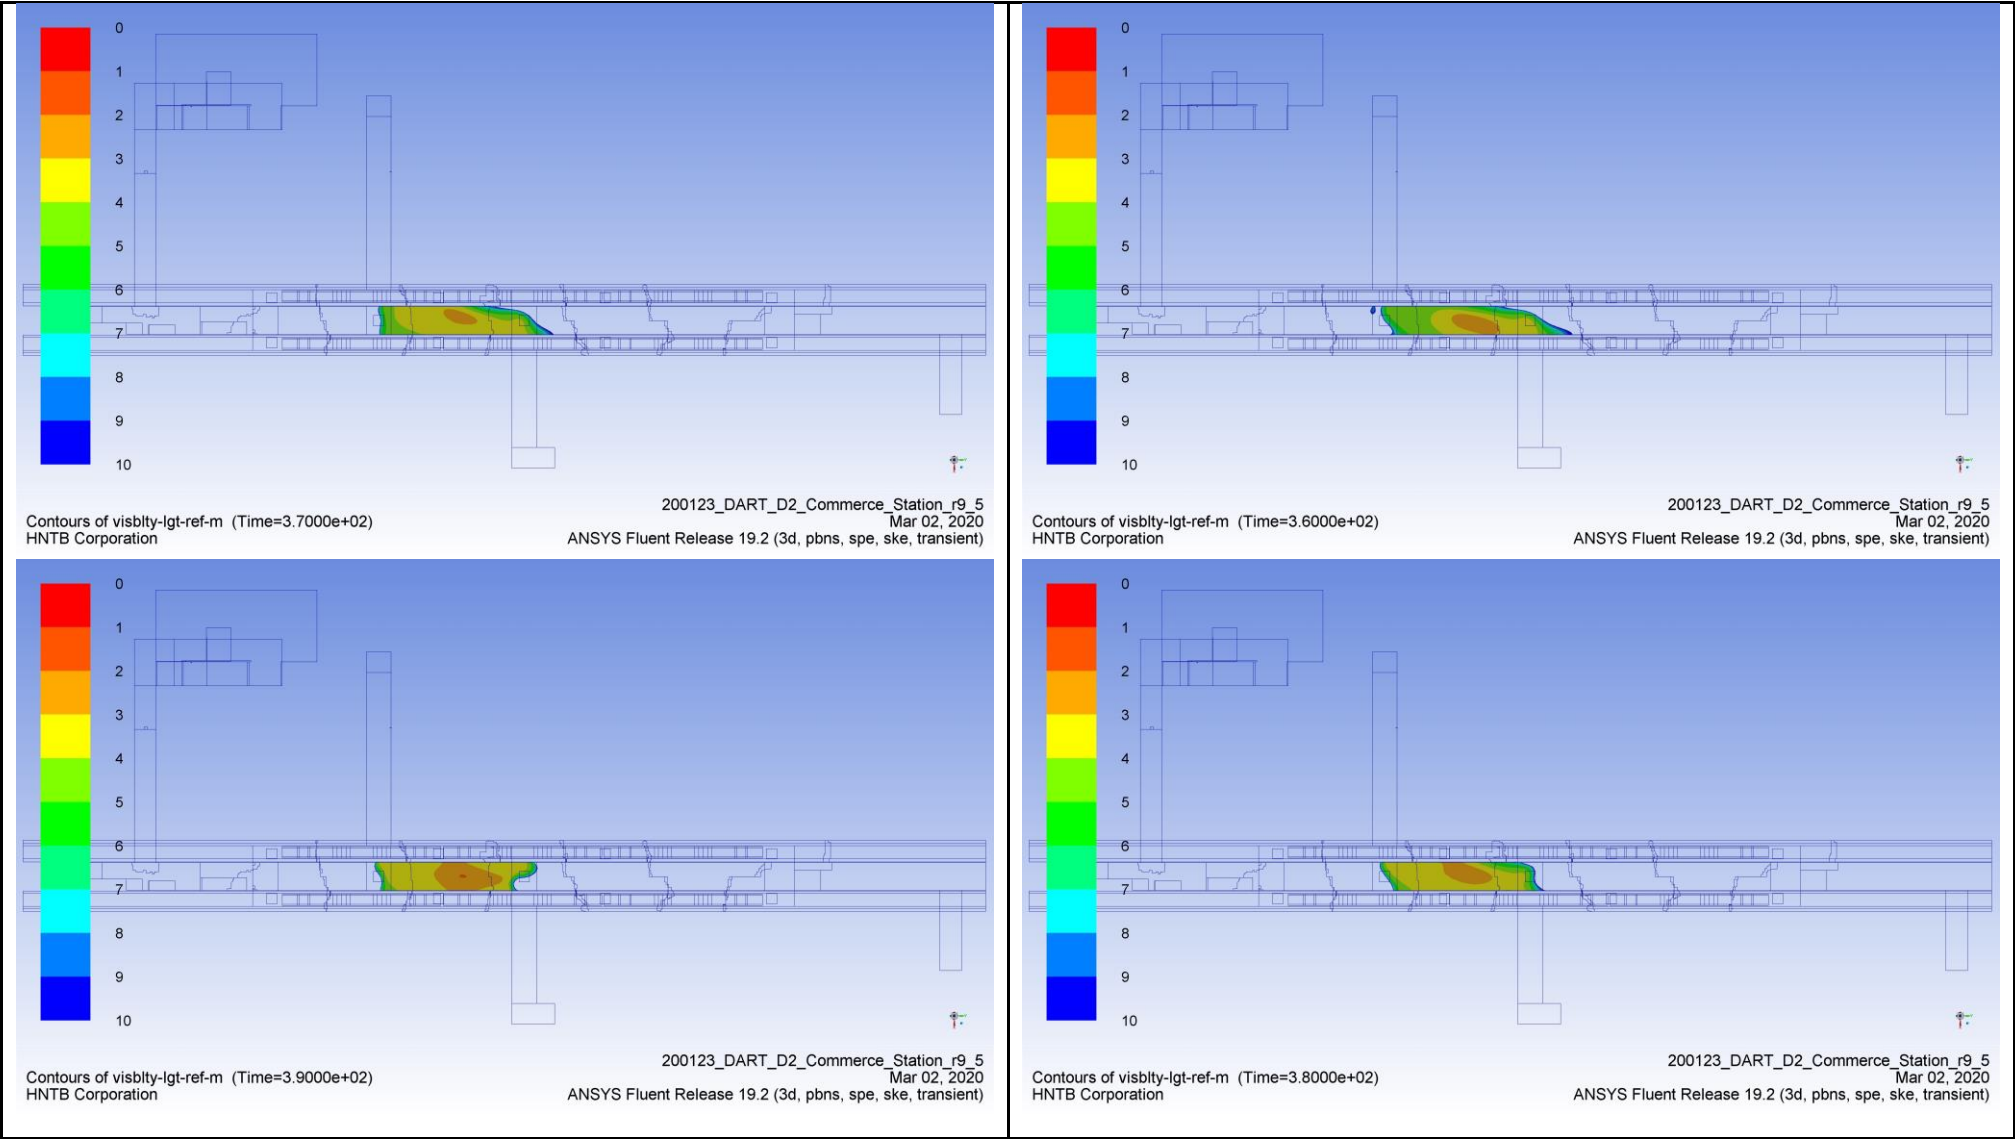 0
1
2
3
4
5
6
7
8
9
10
200123_DART_D2_Commerce_Station_r9_5
Contours of visblty-lgt-ref-m (Time=3.7000e+02)
Mar 02, 2020
HNTB Corporation
ANSYS Fluent Release 19.2 (3d, pbns, spe, ske, transient)
0
1
2
3
4
5
6
7
8
9
10
200123_DART_D2_Commerce_Station_r9_5
Contours of visblty-lgt-ref-m (Time=3.6000e+02)
Mar 02, 2020
HNTB Corporation
ANSYS Fluent Release 19.2 (3d, pbns, spe, ske, transient)
0
1
2
3
4
5
6
7
8
9
10
200123_DART_D2_Commerce_Station_r9_5
Contours of visblty-lgt-ref-m (Time=3.9000e+02)
Mar 02, 2020
HNTB Corporation
ANSYS Fluent Release 19.2 (3d, pbns, spe, ske, transient)
0
1
2
3
4
5
6
7
8
9
10
200123_DART_D2_Commerce_Station_r9_5
Contours of visblty-lgt-ref-m (Time=3.8000e+02)
Mar 02, 2020
HNTB Corporation
ANSYS Fluent Release 19.2 (3d, pbns, spe, ske, transient)